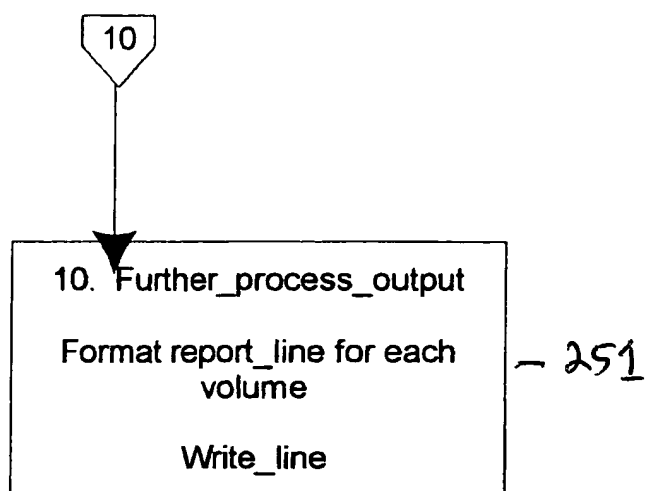 10
10. Further_process_output
Format report_line for each
volume
Write_line
- 251